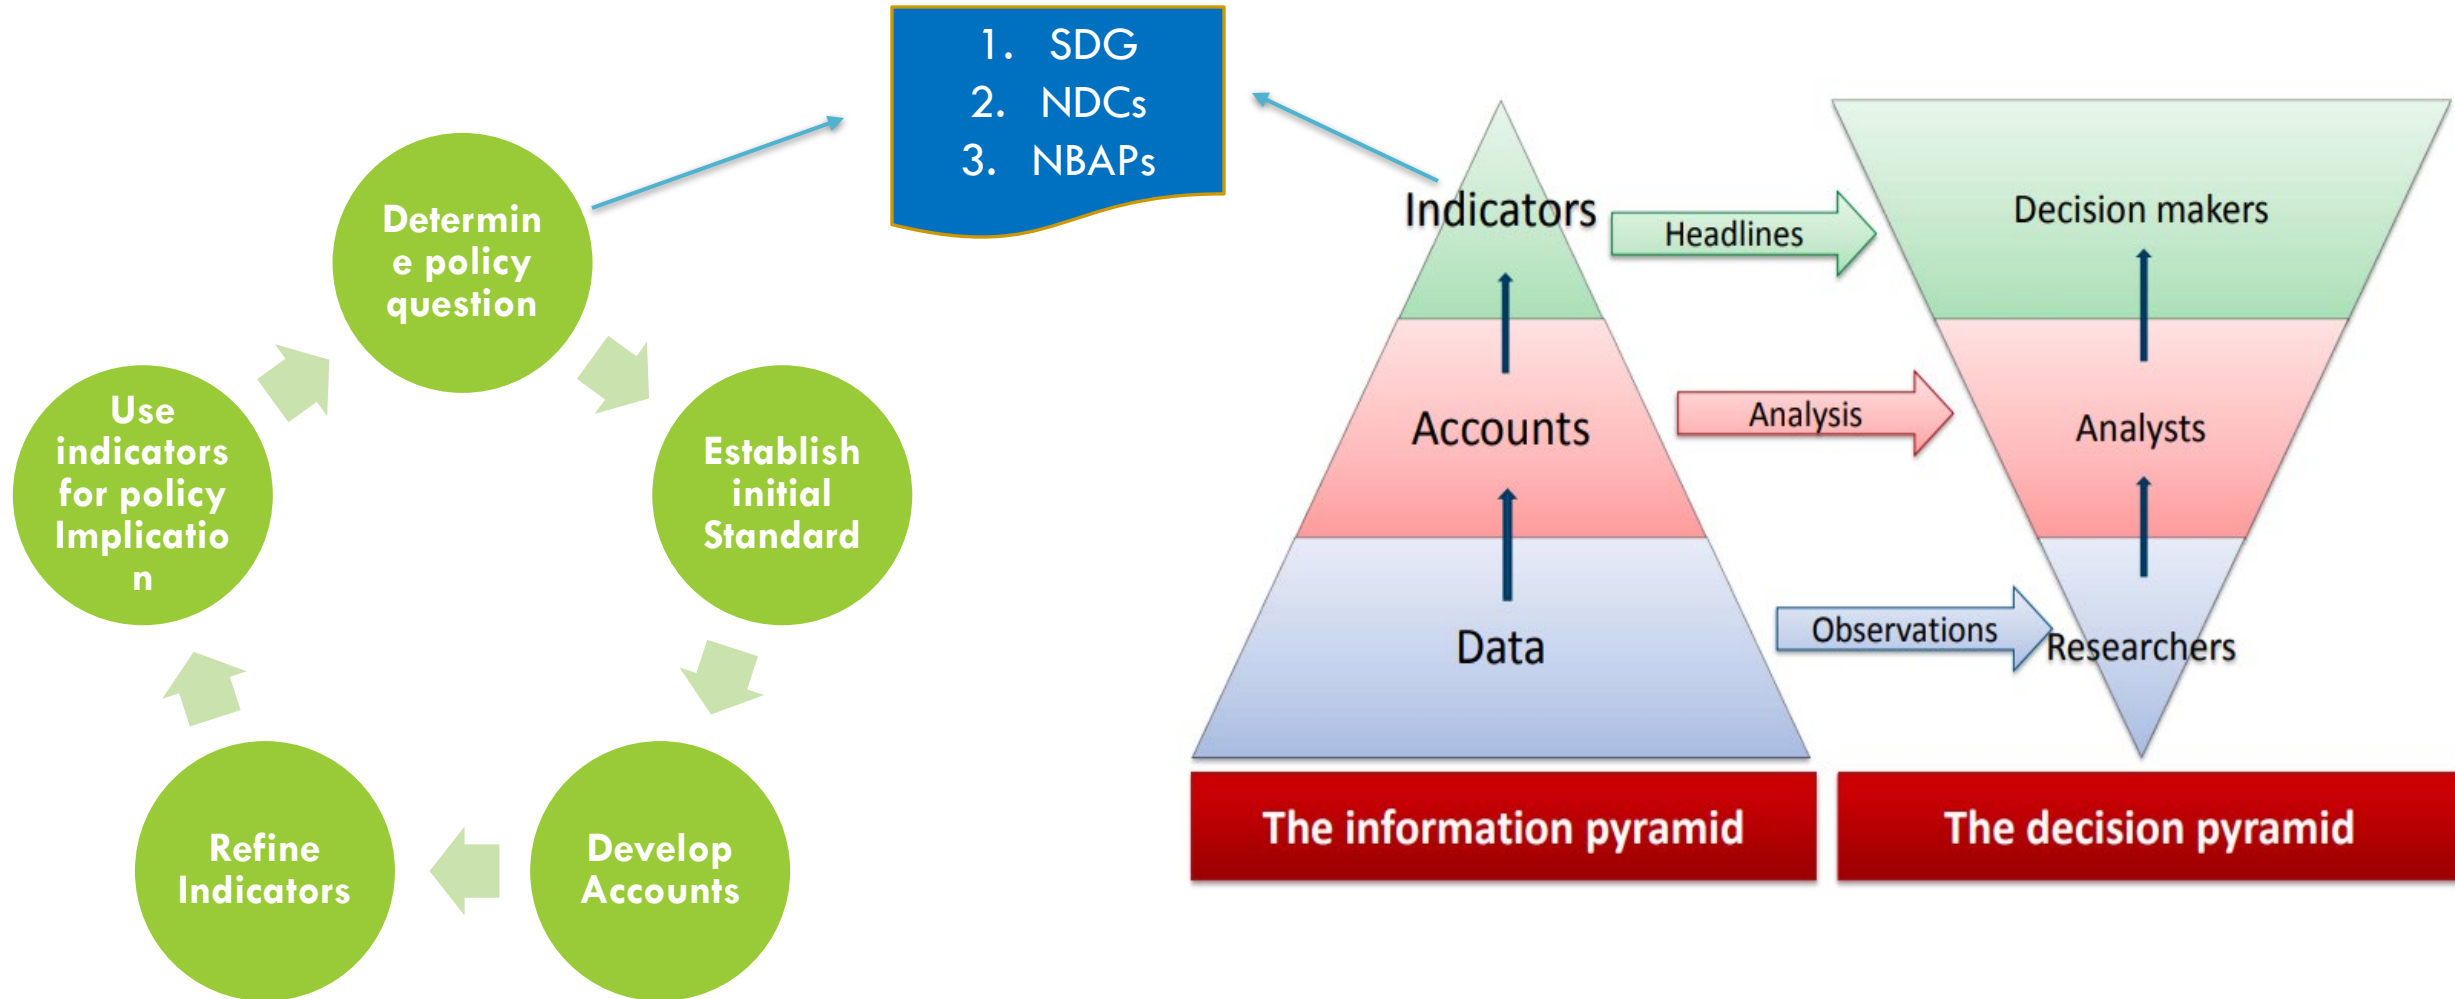 1. SDG
2. NDCs
3. NBAPs
Determin
e policy
question
Establish
initial
Standard
Develop
Accounts
Refine
Indicators
Use
indicators
for policy
Implicatio
n
Indicators
Accounts
Data
Headlines
Analysis
Observations
Decision makers
Analysts
Researchers
The information pyramid
The decision pyramid